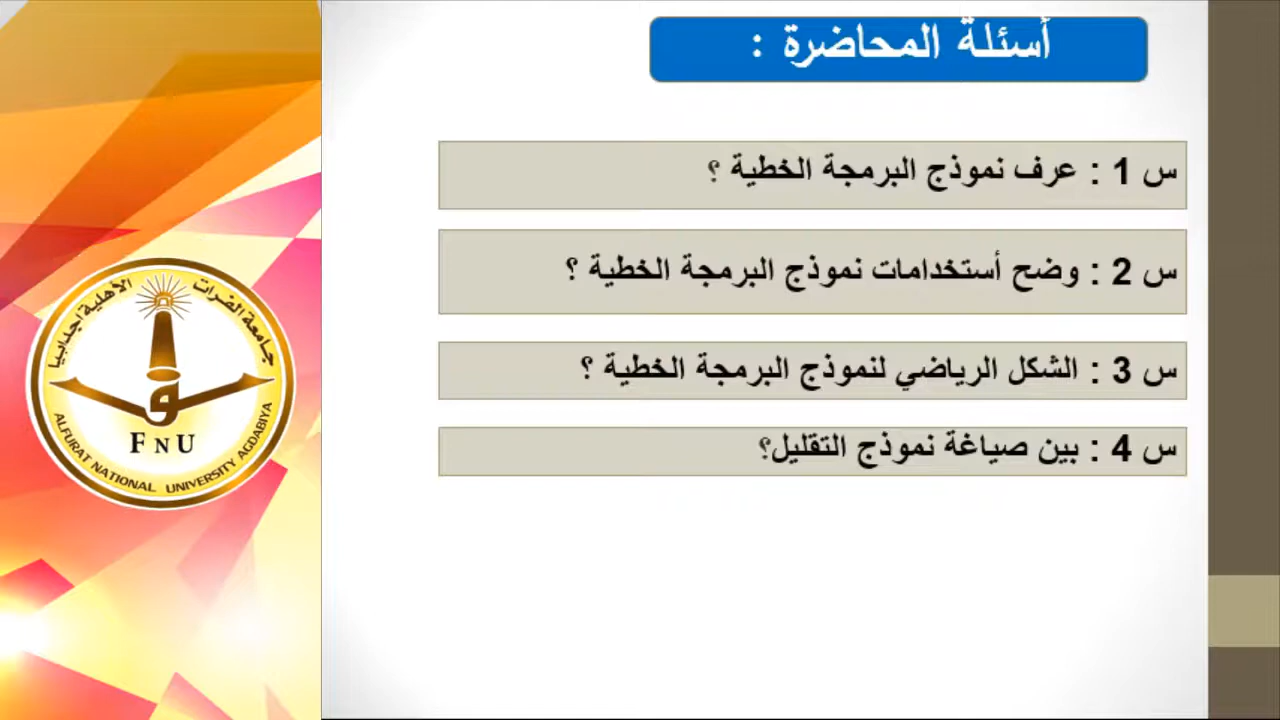 أسئلة المحاضرة :
س 1 : عرف نموذج البرمجة الخطية ؟
س 2 : وضح أستخدامات نموذج البرمجة الخطية ؟
س 3 : الشكل الرياضي لنموذج البرمجة الخطية ؟
س 4 : بين صياغة نموذج التقليل؟
جامعة الفرات الاهلية اجدابيا
FNU
ALFURAT NATIONAL UNIVERSITY AGDABIYA